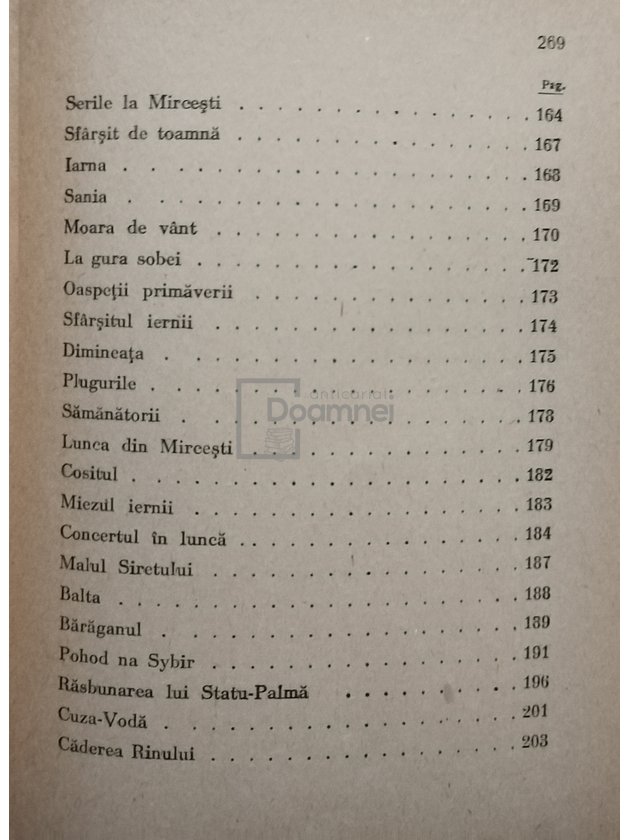 269
Pag.
Serile la Mircești . . . . . . . . . . . . . . 164
Sfârșit de toamnă . . . . . . . . . . . . . . 167
Iarna . . . . . . . . . . . . . . . . . . . 168
Sania . . . . . . . . . . . . . . . . . . . 169
Moara de vânt . . . . . . . . . . . . . . . 170
La gura sobei . . . . . . . . . . . . . . . . 172
Oaspeții primăverii . . . . . . . . . . . . . 173
Sfârșitul iernii . . . . . . . . . . . . . . . 174
Dimineața . . . . . . . . . . . . . . . . . 175
Plugurile . . . . . . . . . . . . . . . . . . 176
anticariat
Doamnei
Sămănătorii . . . . . . . . . . . . . . . . 178
Lunca din Mircești . . . . . . . . . . . . . 179
Cositul . . . . . . . . . . . . . . . . . . . 182
Miezul iernii . . . . . . . . . . . . . . . . 183
Concertul în luncă . . . . . . . . . . . . . . 184
Malul Siretului . . . . . . . . . . . . . . . 187
Balta . . . . . . . . . . . . . . . . . . . 188
Bărăganul . . . . . . . . . . . . . . . . . 189
Pohod na Sybir . . . . . . . . . . . . . . . 191
Răsbunarea lui Statu-Palmă . . . . . . . . . 196
Cuza-Vodă . . . . . . . . . . . . . . . . . 201
Căderea Rinului . . . . . . . . . . . . . . . 203